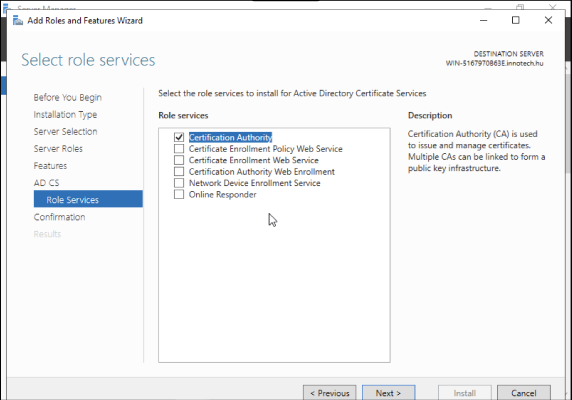 Server Manager
Add Roles and Features Wizard
Select role services
DESTINATION SERVER
WIN-5167970863E.innotech.hu
Before You Begin
Installation Type
Server Selection
Server Roles
Features
AD CS
Role Services
Confirmation
Results
Select the role services to install for Active Directory Certificate Services
Role services
Certification Authority
Certificate Enrollment Policy Web Service
Certificate Enrollment Web Service
Certification Authority Web Enrollment
Network Device Enrollment Service
Online Responder
Description
Certification Authority (CA) is used
to issue and manage certificates.
Multiple CAs can be linked to form a
public key infrastructure.
< Previous
Next >
Install
Cancel